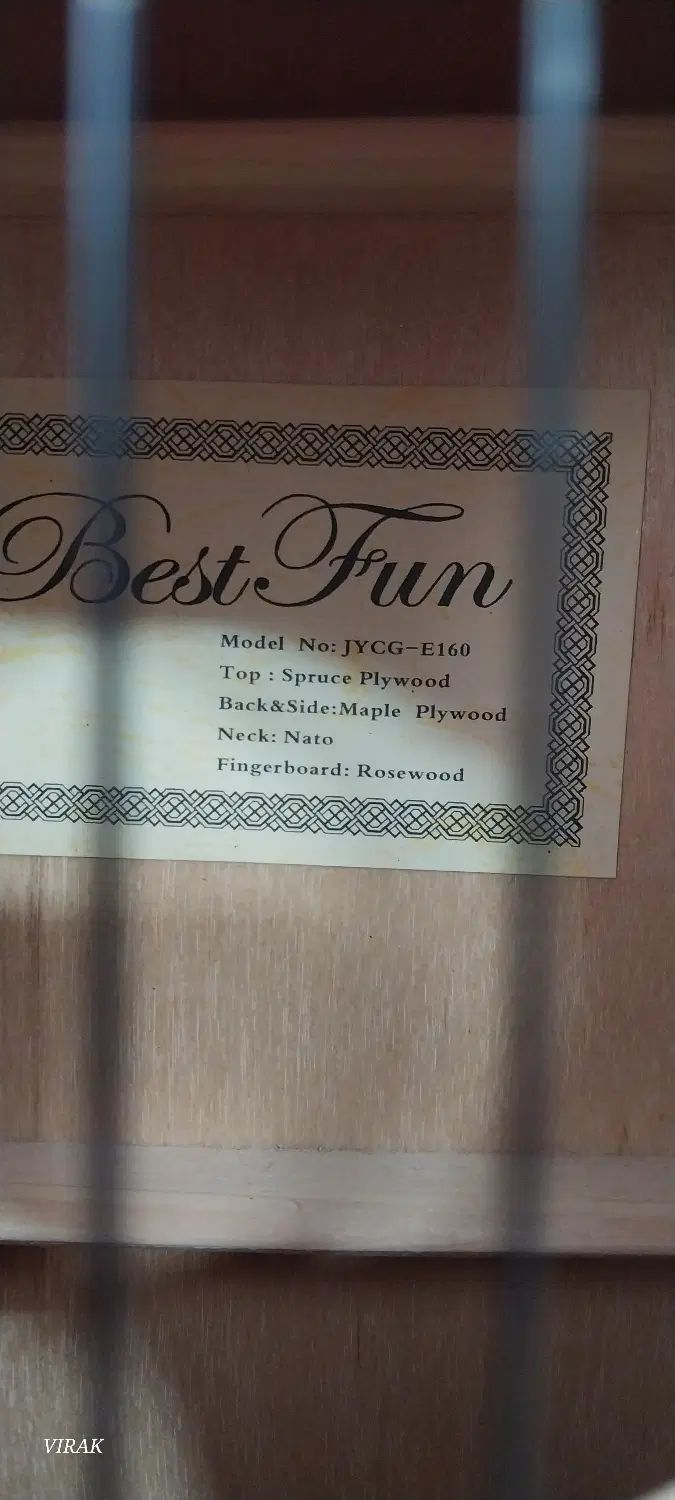 Best Fun
Model No: JYCG-E160
Top : Spruce Plywood
Back&Side:Maple Plywood
Neck: Nato
Fingerboard: Rosewood
VIRAK